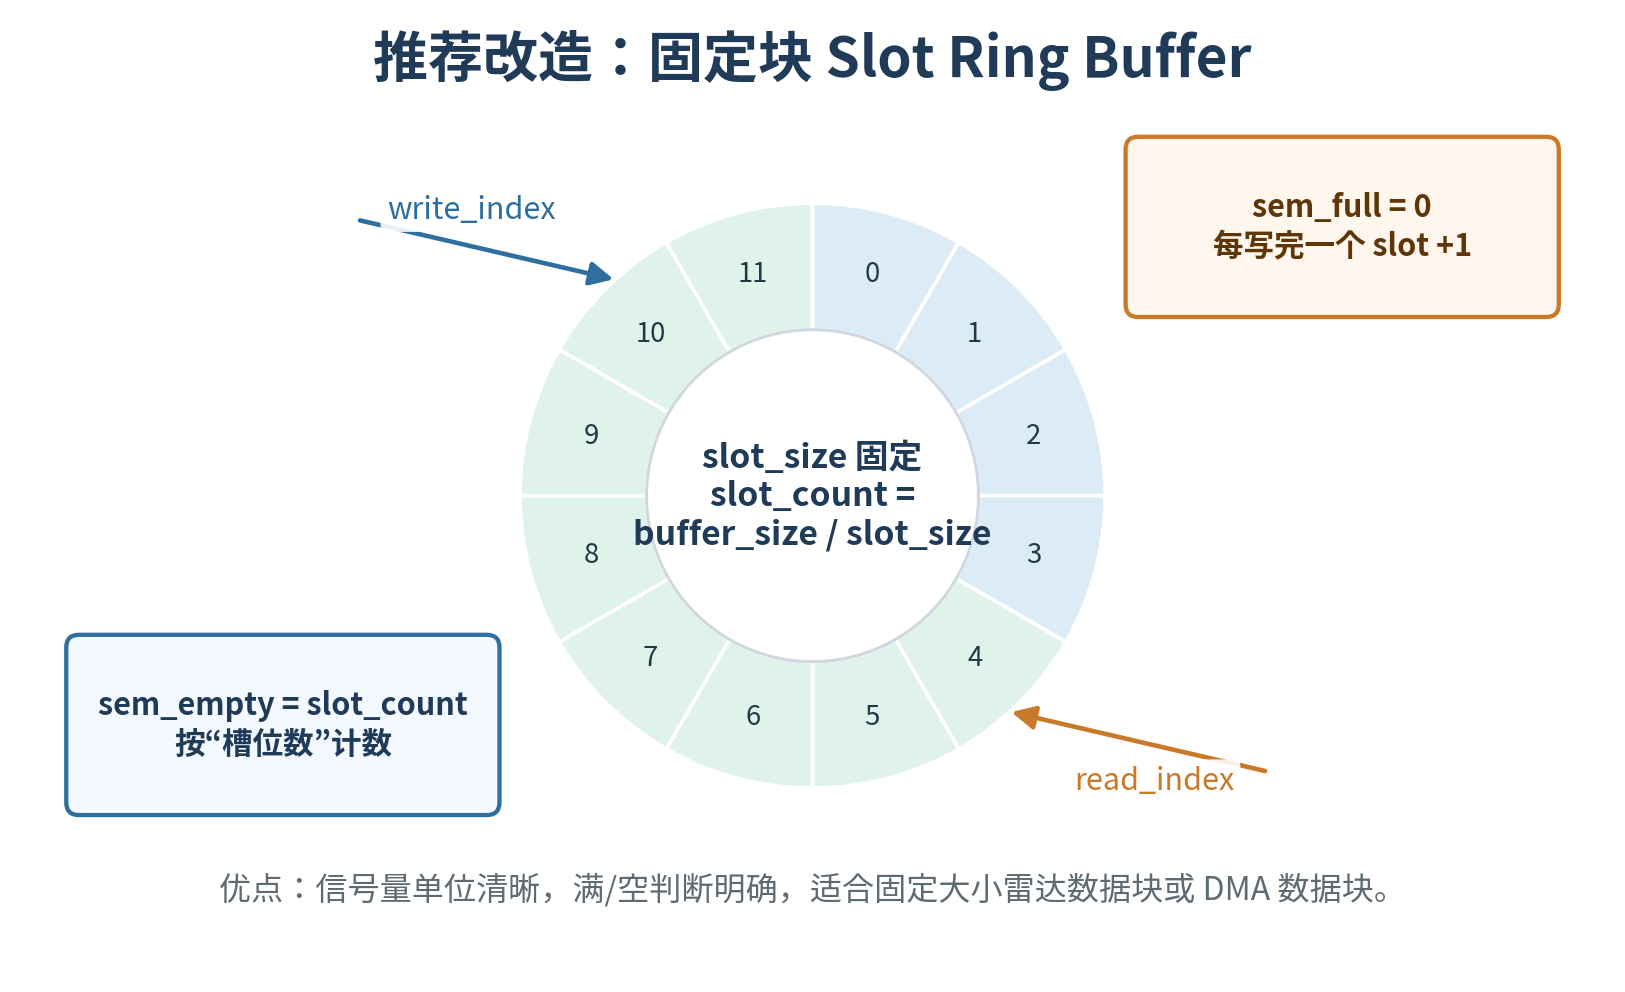 推荐改造：固定块 Slot Ring Buffer
write_index
sem_full = 0
每写完一个 slot +1
11
0
10
1
9
2
slot_size 固定
slot_count =
buffer_size / slot_size
8
3
7
4
6
5
sem_empty = slot_count
按“槽位数”计数
read_index
优点：信号量单位清晰，满/空判断明确，适合固定大小雷达数据块或 DMA 数据块。